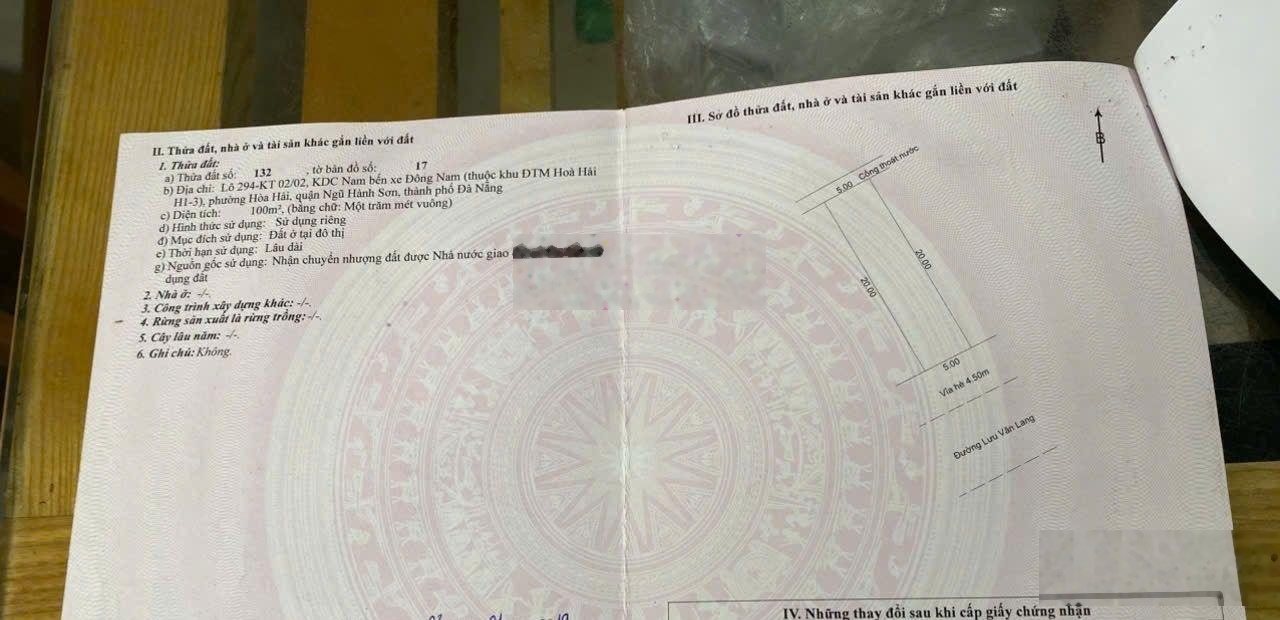 II. Thửa đất, nhà ở và tài sản khác gắn liền với đất
1. Thửa đất:
a) Thửa đất số: 132 , tờ bản đồ số: 17
b) Địa chỉ: Lô 294-KT 02/02, KDC Nam bến xe Đông Nam (thuộc khu ĐTM Hoà Hải
H1-3), phường Hòa Hải, quận Ngũ Hành Sơn, thành phố Đà Nẵng
c) Diện tích: 100m², (bằng chữ: Một trăm mét vuông)
d) Hình thức sử dụng: Sử dụng riêng
đ) Mục đích sử dụng: Đất ở tại đô thị
e) Thời hạn sử dụng: Lâu dài
g) Nguồn gốc sử dụng: Nhận chuyển nhượng đất được Nhà nước giao
dụng đất
2. Nhà ở: -/-.
3. Công trình xây dựng khác: -/-.
4. Rừng sản xuất là rừng trồng: -/-.
5. Cây lâu năm: -/-.
6. Ghi chú: Không.
III. Sơ đồ thửa đất, nhà ở và tài sản khác gắn liền với đất
B
5.00 Cống thoát nước
20.00
20.00
5.00
Vỉa hè 4.50m
Đường Lưu Văn Lang
IV. Những thay đổi sau khi cấp giấy chứng nhận